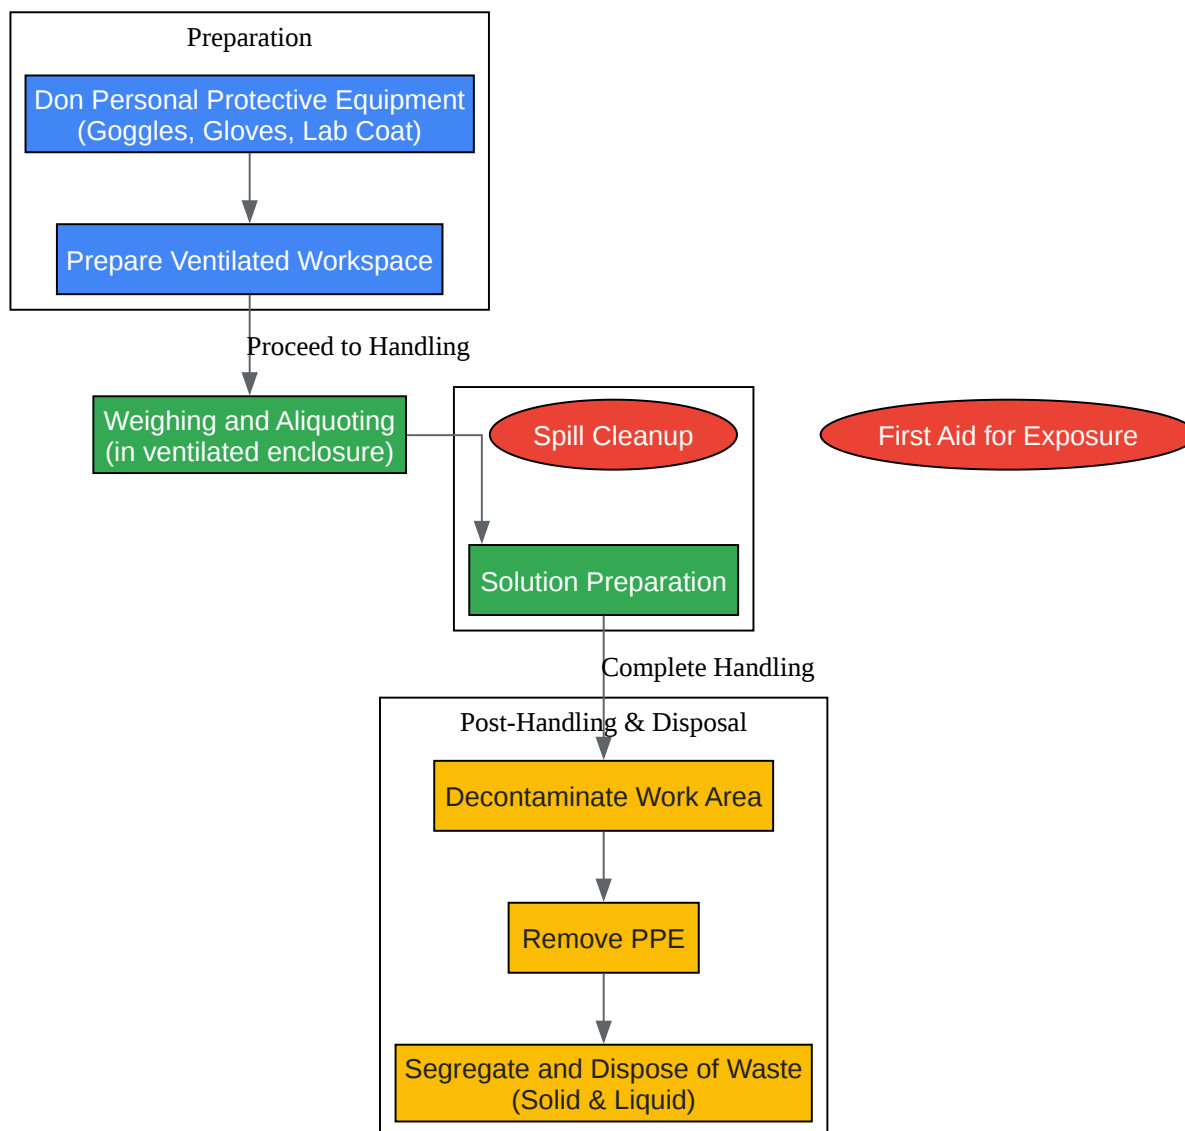 Preparation
Don Personal Protective Equipment
(Goggles, Gloves, Lab Coat)
Prepare Ventilated Workspace
Proceed to Handling
Weighing and Aliquoting
(in ventilated enclosure)
Spill Cleanup
First Aid for Exposure
Solution Preparation
Complete Handling
Post-Handling & Disposal
Decontaminate Work Area
Remove PPE
Segregate and Dispose of Waste
(Solid & Liquid)